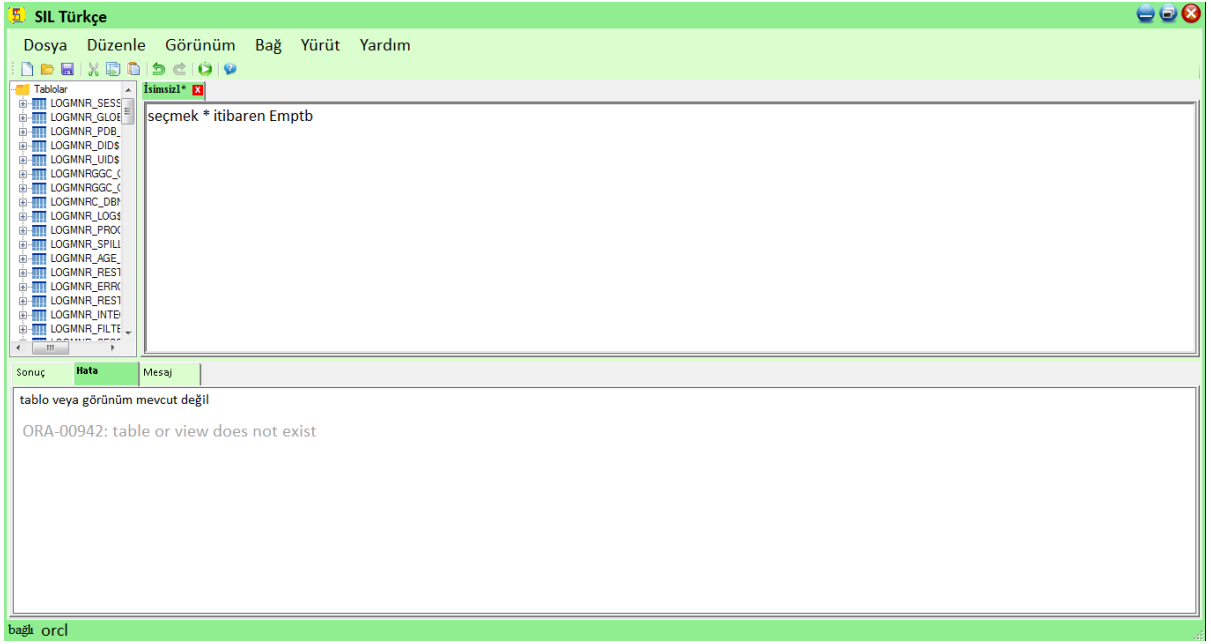 SIL Türkçe
Dosya Düzenle Görünüm Bağ Yürüt Yardım
Tablolar
LOGMNR_SESS
LOGMNR_GLOE
LOGMNR_PDB_
LOGMNR_DID$
LOGMNR_UID$
LOGMNRGGC_(
LOGMNRGGC_(
LOGMNRC_DBN
LOGMNR_LOG$
LOGMNR_PROC
LOGMNR_SPILL
LOGMNR_AGE_
LOGMNR_REST
LOGMNR_ERRO
LOGMNR_REST
LOGMNR_INTE
LOGMNR_FILTE
İsimsiz1*
seçmek * itibaren Emptb
Sonuç Hata Mesaj
tablo veya görünüm mevcut değil
ORA-00942: table or view does not exist
bağlı orcl